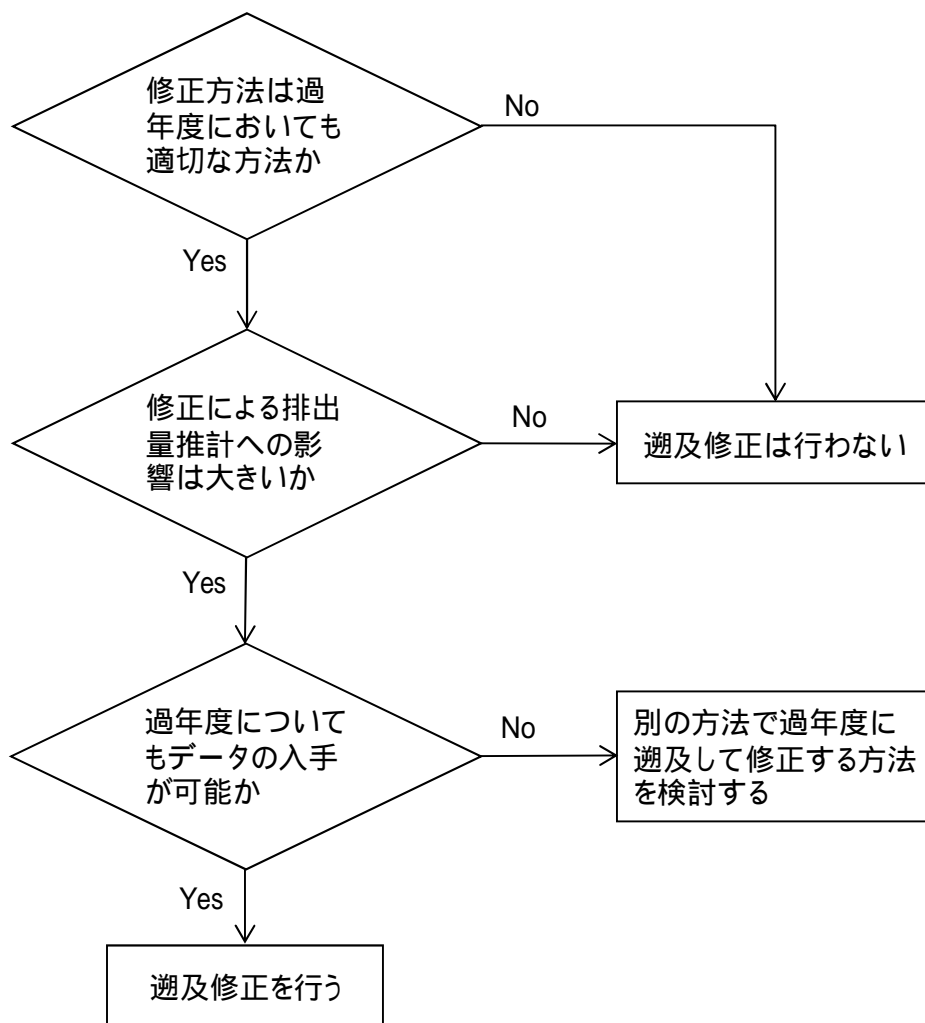 修正方法は過
年度においても
適切な方法か
No
Yes
修正による排出
量推計への影
響は大きいか
No
遡及修正は行わない
Yes
過年度について
もデータの入手
が可能か
No
別の方法で過年度に
遡及して修正する方法
を検討する
Yes
遡及修正を行う